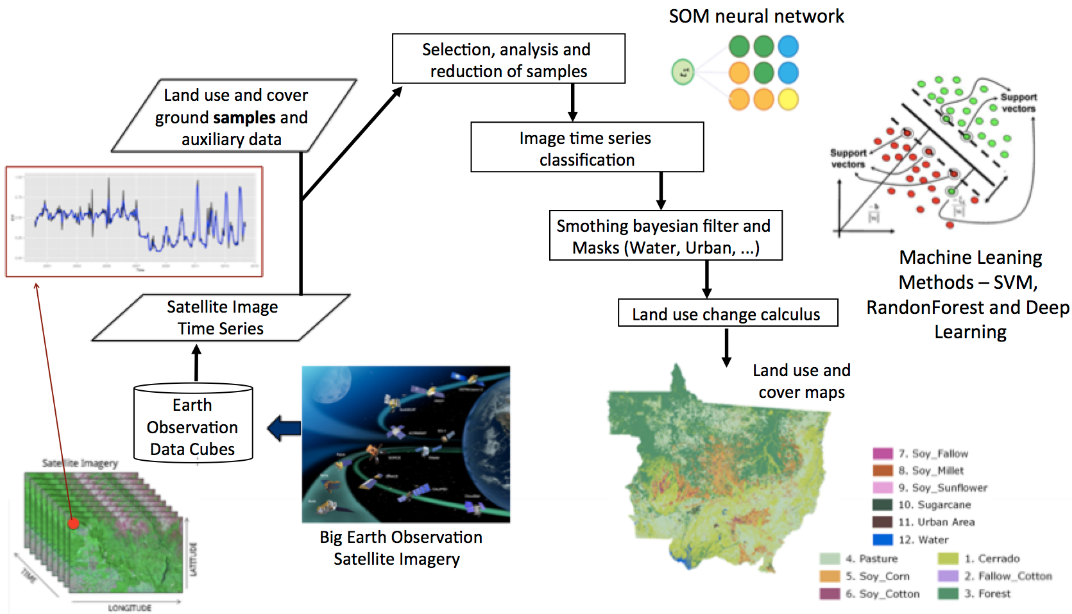 SOM neural network
Selection, analysis and
reduction of samples
Land use and cover
ground samples and
auxiliary data
Image time series
classification
Support
vectors
Support
vectors
Smothing bayesian filter and
Masks (Water, Urban, ...)
Machine Leaning
Methods – SVM,
RandonForest and Deep
Learning
Time
Satellite Image
Time Series
Land use change calculus
Land use and
cover maps
Earth
Observation
Data Cubes
Satellite Imagery
TIME
LATITUDE
LONGITUDE
Big Earth Observation
Satellite Imagery
7. Soy_Fallow
8. Soy_Millet
9. Soy_Sunflower
10. Sugarcane
11. Urban Area
12. Water
4. Pasture
5. Soy_Corn
6. Soy_Cotton
1. Cerrado
2. Fallow_Cotton
3. Forest